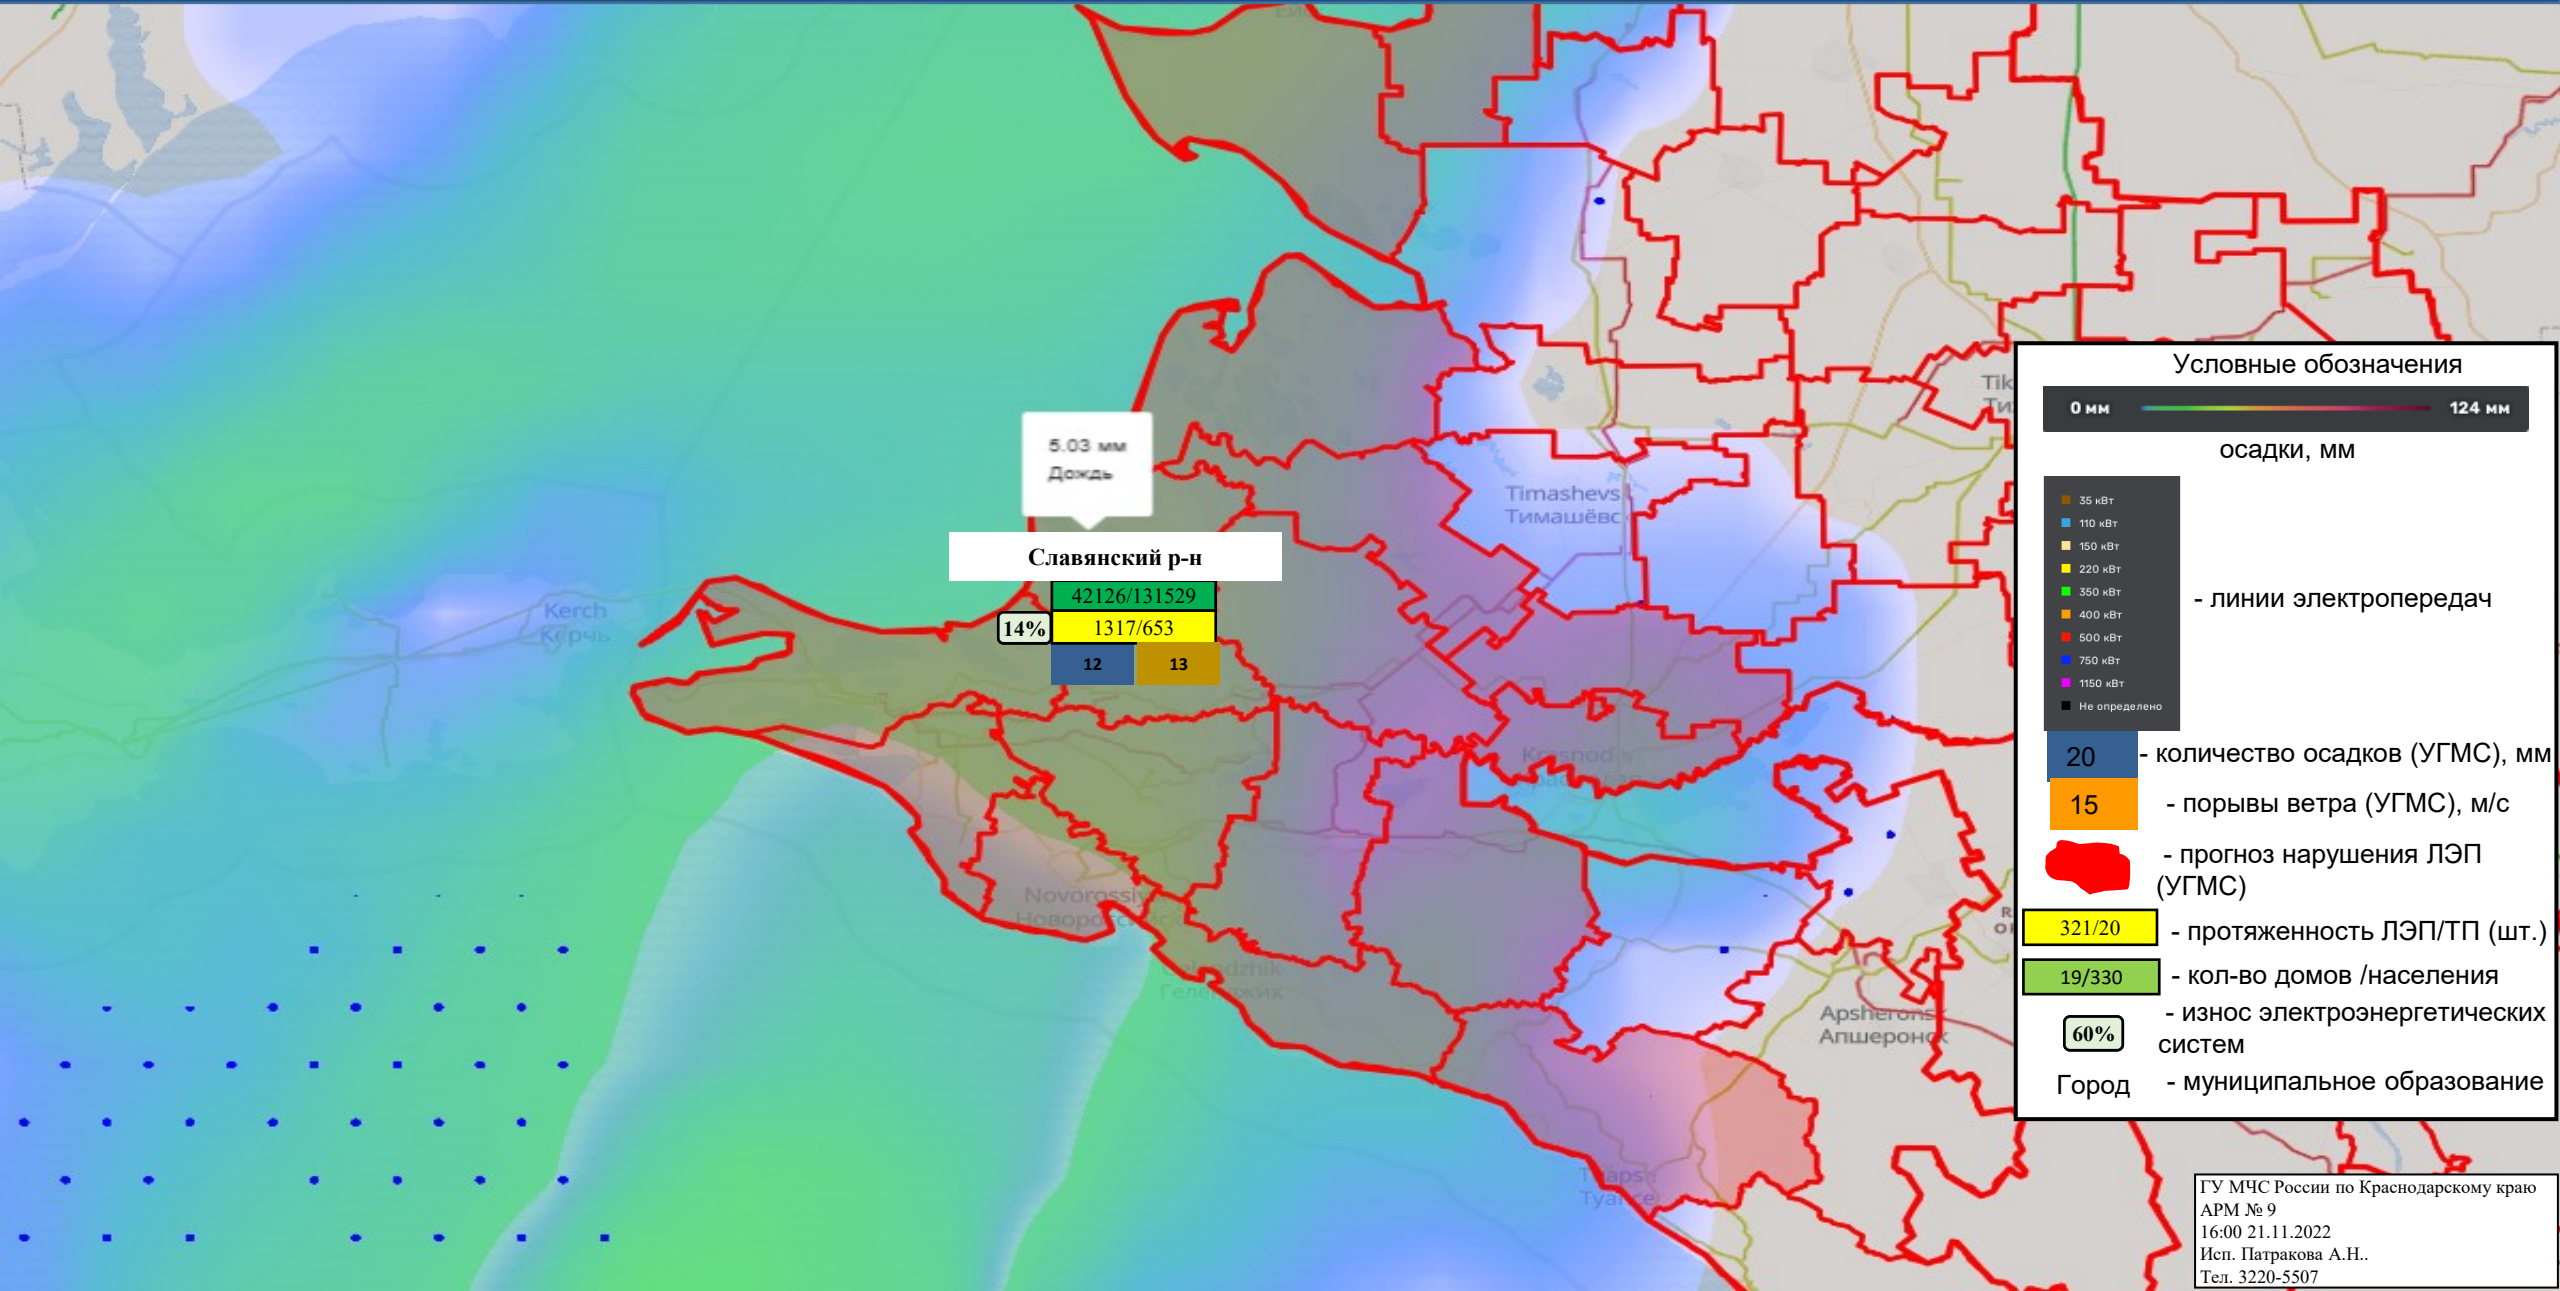 5.03 мм
Дождь
Славянский р-н
42126/131529
14%
1317/653
12
13
Timashevs
Тимашёвс
Kerch
Керчь
Novorossiy
Новоросси
Apsheronsk
Апшеронск
Tuaps
Туапсе
Условные обозначения
0 мм
124 мм
осадки, мм
35 кВт
110 кВт
150 кВт
220 кВт
350 кВт
400 кВт
500 кВт
750 кВт
1150 кВт
Не определено
- линии электропередач
20
- количество осадков (УГМС), мм
15
- порывы ветра (УГМС), м/с
- прогноз нарушения ЛЭП
(УГМС)
321/20
- протяженность ЛЭП/ТП (шт.)
19/330
- кол-во домов /населения
60%
- износ электроэнергетических
систем
Город
- муниципальное образование
ГУ МЧС России по Краснодарскому краю
АРМ № 9
16:00 21.11.2022
Исп. Патракова А.Н..
Тел. 3220-5507